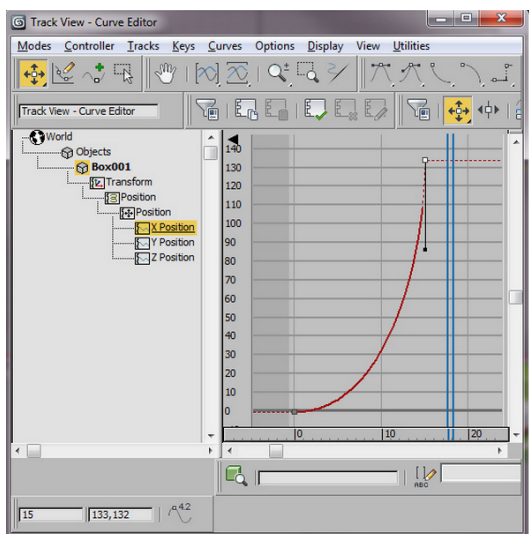 Track View - Curve Editor
Modes Controller Tracks Keys Curves Options Display View Utilities
Track View - Curve Editor
World
Objects
Box001
Transform
Position
Position
X Position
Y Position
Z Position
140
130
120
110
100
90
80
70
60
50
40
30
20
10
0
0 10 20
ABC
15 133,132 4.2